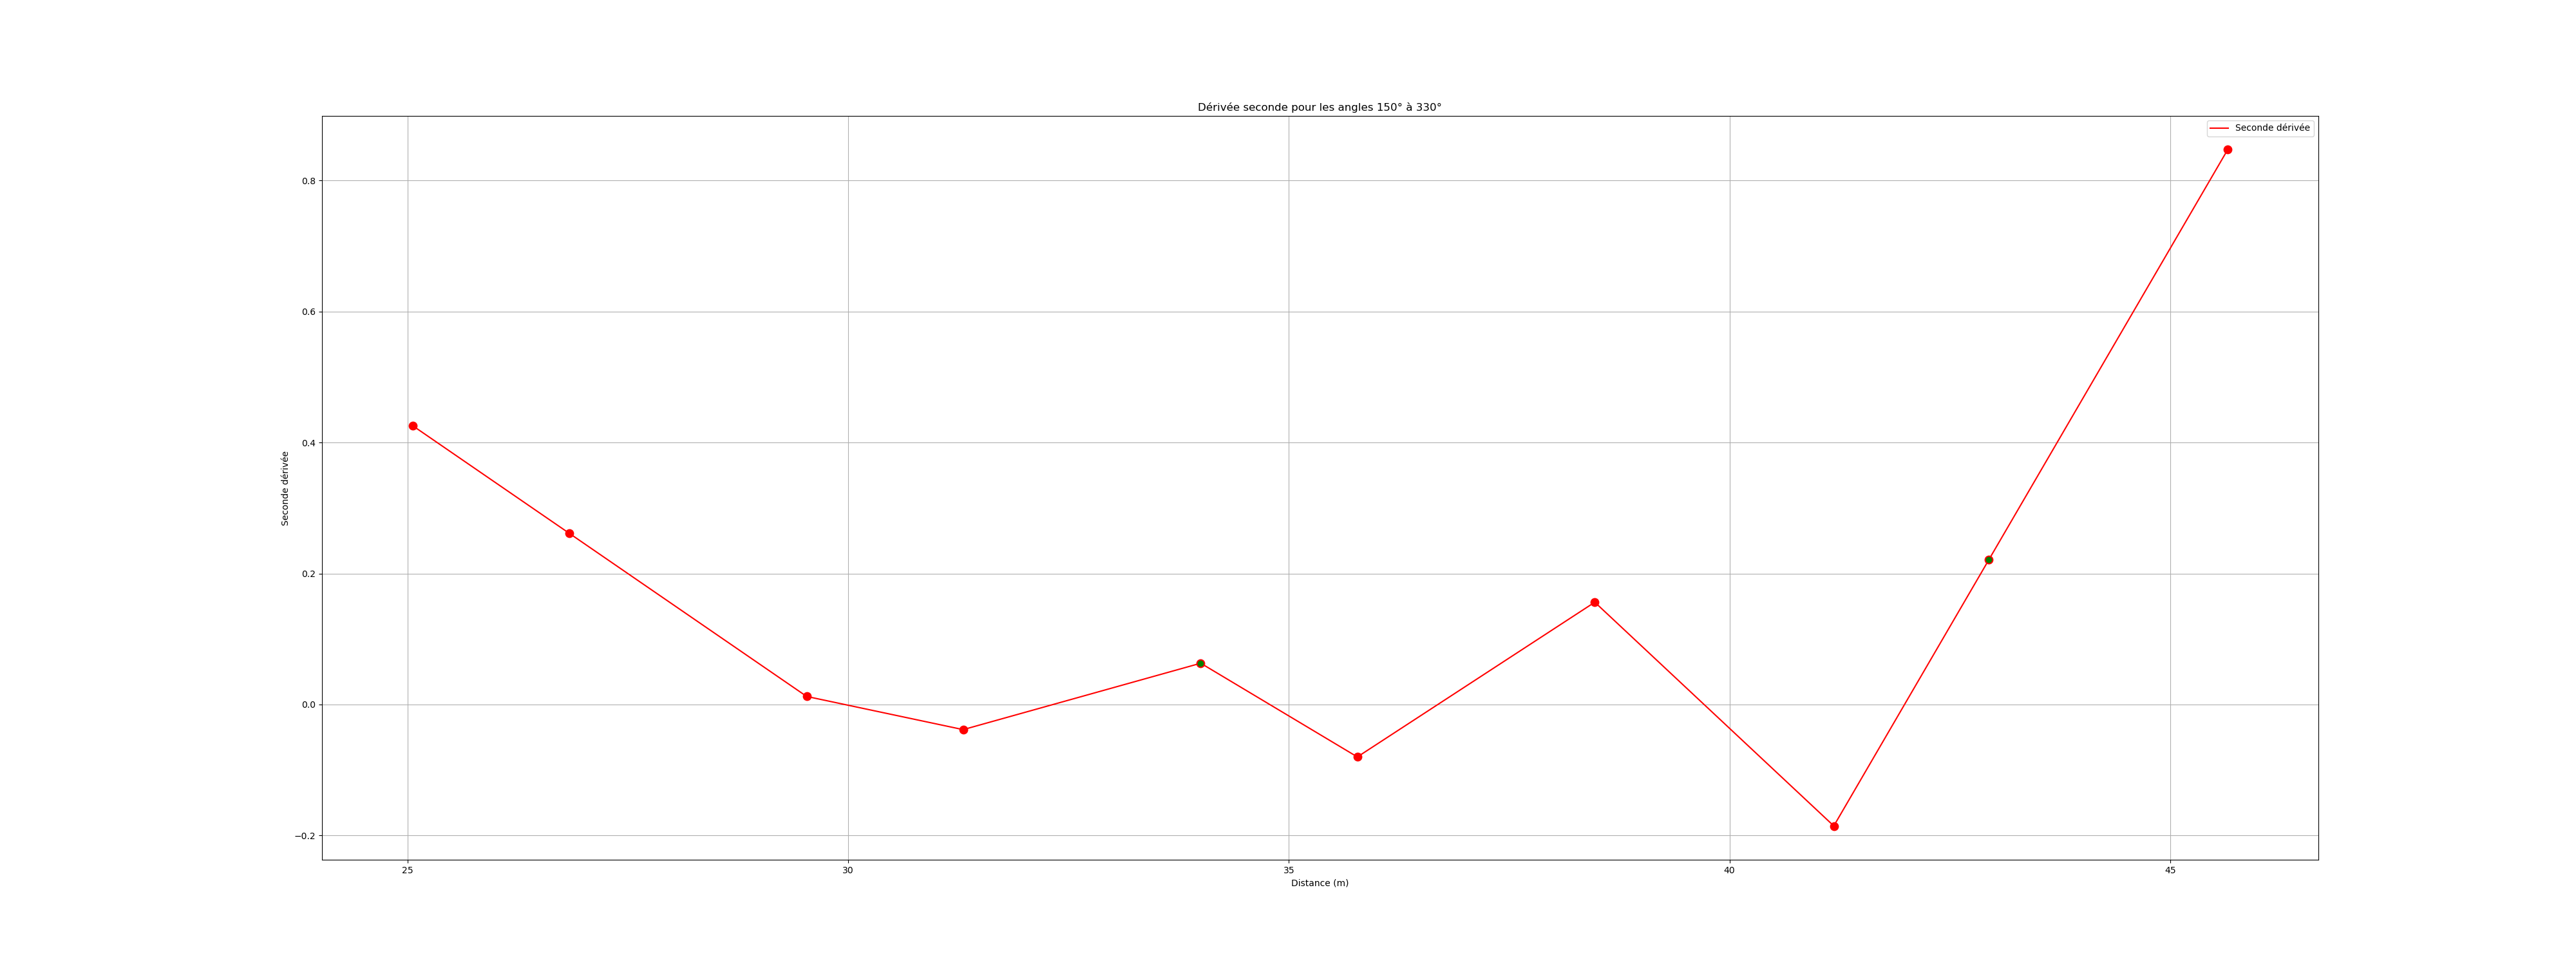 Dérivée seconde pour les angles 150° à 330°
Seconde dérivée
0.8
0.6
0.4
0.2
0.0
−0.2
Seconde dérivée
25
30
35
40
45
Distance (m)